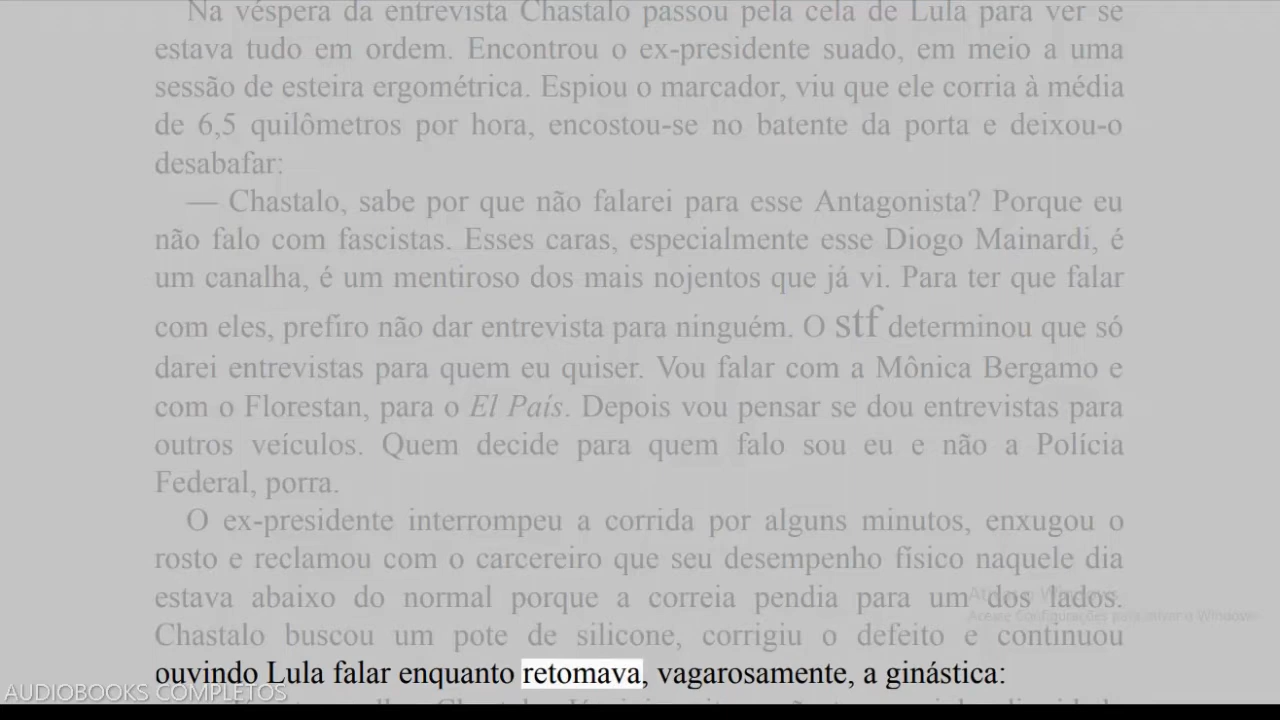 Na véspera da entrevista Chastalo passou pela cela de Lula para ver se
estava tudo em ordem. Encontrou o ex-presidente suado, em meio a uma
sessão de esteira ergométrica. Espiou o marcador, viu que ele corria à média
de 6,5 quilômetros por hora, encostou-se no batente da porta e deixou-o
desabafar:
— Chastalo, sabe por que não falarei para esse Antagonista? Porque eu
não falo com fascistas. Esses caras, especialmente esse Diogo Mainardi, é
um canalha, é um mentiroso dos mais nojentos que já vi. Para ter que falar
com eles, prefiro não dar entrevista para ninguém. O stf determinou que só
darei entrevistas para quem eu quiser. Vou falar com a Mônica Bergamo e
com o Florestan, para o El País. Depois vou pensar se dou entrevistas para
outros veículos. Quem decide para quem falo sou eu e não a Polícia
Federal, porra.
O ex-presidente interrompeu a corrida por alguns minutos, enxugou o
rosto e reclamou com o carcereiro que seu desempenho físico naquele dia
estava abaixo do normal porque a correia pendia para um dos lados.
Chastalo buscou um pote de silicone, corrigiu o defeito e continuou
ouvindo Lula falar enquanto retomava, vagarosamente, a ginástica:
AUDIOBOOKS COMPLETOS